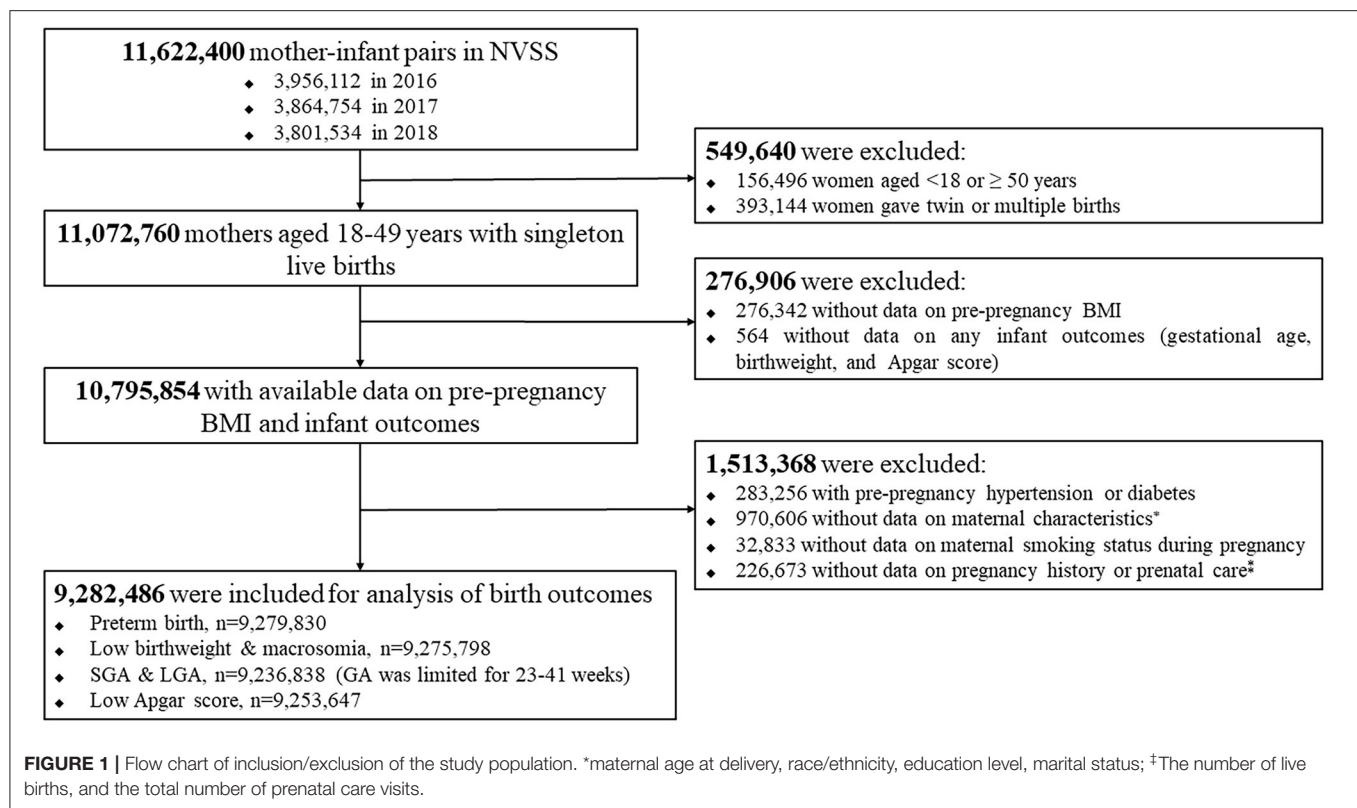 11,622,400 mother-infant pairs in NVSS
◆ 3,956,112 in 2016
◆ 3,864,754 in 2017
◆ 3,801,534 in 2018
549,640 were excluded:
◆ 156,496 women aged <18 or ≥ 50 years
◆ 393,144 women gave twin or multiple births
11,072,760 mothers aged 18-49 years with singleton
live births
276,906 were excluded:
◆ 276,342 without data on pre-pregnancy BMI
◆ 564 without data on any infant outcomes (gestational age,
birthweight, and Apgar score)
10,795,854 with available data on pre-pregnancy
BMI and infant outcomes
1,513,368 were excluded:
◆ 283,256 with pre-pregnancy hypertension or diabetes
◆ 970,606 without data on maternal characteristics*
◆ 32,833 without data on maternal smoking status during pregnancy
◆ 226,673 without data on pregnancy history or prenatal care‡
9,282,486 were included for analysis of birth outcomes
◆ Preterm birth, n=9,279,830
◆ Low birthweight & macrosomia, n=9,275,798
◆ SGA & LGA, n=9,236,838 (GA was limited for 23-41 weeks)
◆ Low Apgar score, n=9,253,647
FIGURE 1 | Flow chart of inclusion/exclusion of the study population. *maternal age at delivery, race/ethnicity, education level, marital status; ‡The number of live
births, and the total number of prenatal care visits.